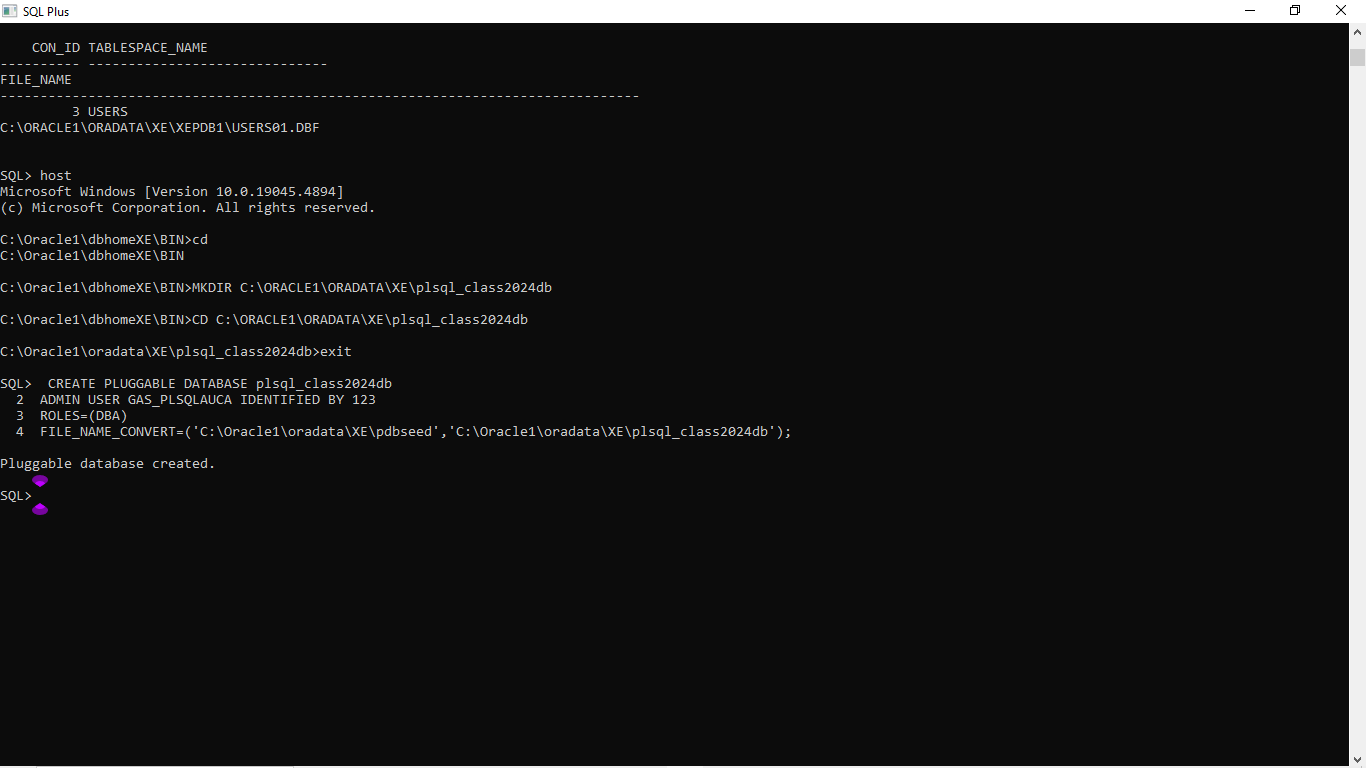 SQL Plus
CON_ID TABLESPACE_NAME
---------- ------------------------------
FILE_NAME
--------------------------------------------------------------------------------
3 USERS
C:\ORACLE1\ORADATA\XE\XEPDB1\USERS01.DBF
SQL> host
Microsoft Windows [Version 10.0.19045.4894]
(c) Microsoft Corporation. All rights reserved.
C:\Oracle1\dbhomeXE\BIN>cd
C:\Oracle1\dbhomeXE\BIN
C:\Oracle1\dbhomeXE\BIN>MKDIR C:\ORACLE1\ORADATA\XE\plsql_class2024db
C:\Oracle1\dbhomeXE\BIN>CD C:\ORACLE1\ORADATA\XE\plsql_class2024db
C:\Oracle1\oradata\XE\plsql_class2024db>exit
SQL>  CREATE PLUGGABLE DATABASE plsql_class2024db
2  ADMIN USER GAS_PLSQLAUCA IDENTIFIED BY 123
3  ROLES=(DBA)
4  FILE_NAME_CONVERT=('C:\Oracle1\oradata\XE\pdbseed','C:\Oracle1\oradata\XE\plsql_class2024db');
Pluggable database created.
SQL>